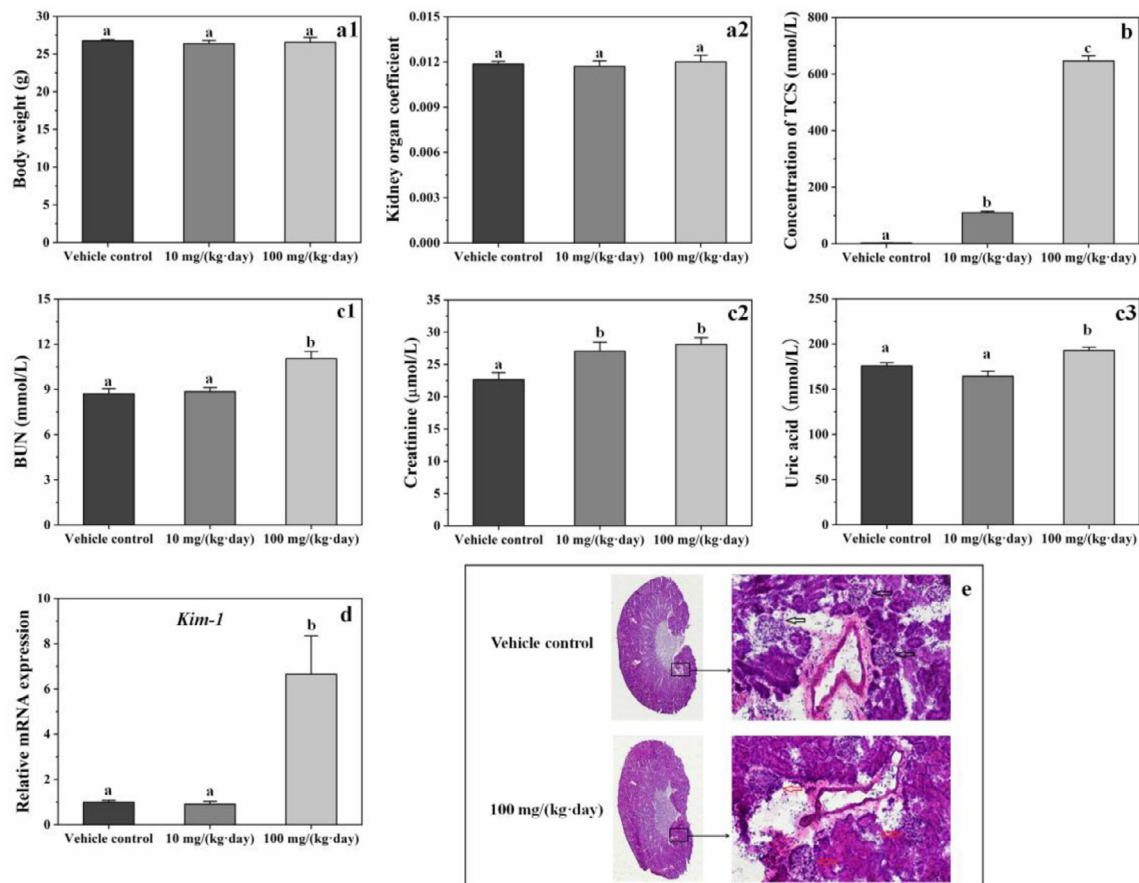 a1
Body weight (g)
30
25
20
15
10
5
0
a
a
a
Vehicle control
10 mg/(kg·day)
100 mg/(kg·day)
a2
Kidney organ coefficient
0.015
0.012
0.009
0.006
0.003
0.000
a
a
a
Vehicle control
10 mg/(kg·day)
100 mg/(kg·day)
b
Concentration of TCS (nmol/L)
800
600
400
200
0
a
b
c
Vehicle control
10 mg/(kg·day)
100 mg/(kg·day)
c1
BUN (mmol/L)
15
12
9
6
3
0
a
a
b
Vehicle control
10 mg/(kg·day)
100 mg/(kg·day)
c2
Creatinine (μmol/L)
35
30
25
20
15
10
5
0
a
b
b
Vehicle control
10 mg/(kg·day)
100 mg/(kg·day)
c3
Uric acid（mmol/L）
250
200
150
100
50
0
a
a
b
Vehicle control
10 mg/(kg·day)
100 mg/(kg·day)
d
Kim-1
Relative mRNA expression
10
8
6
4
2
0
a
a
b
Vehicle control
10 mg/(kg·day)
100 mg/(kg·day)
e
Vehicle control
100 mg/(kg·day)